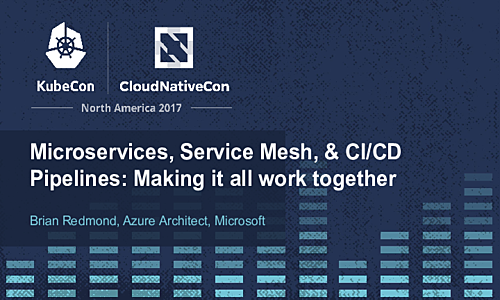 KubeCon
CloudNativeCon
North America 2017
Microservices, Service Mesh, & CI/CD
Pipelines: Making it all work together
Brian Redmond, Azure Architect, Microsoft